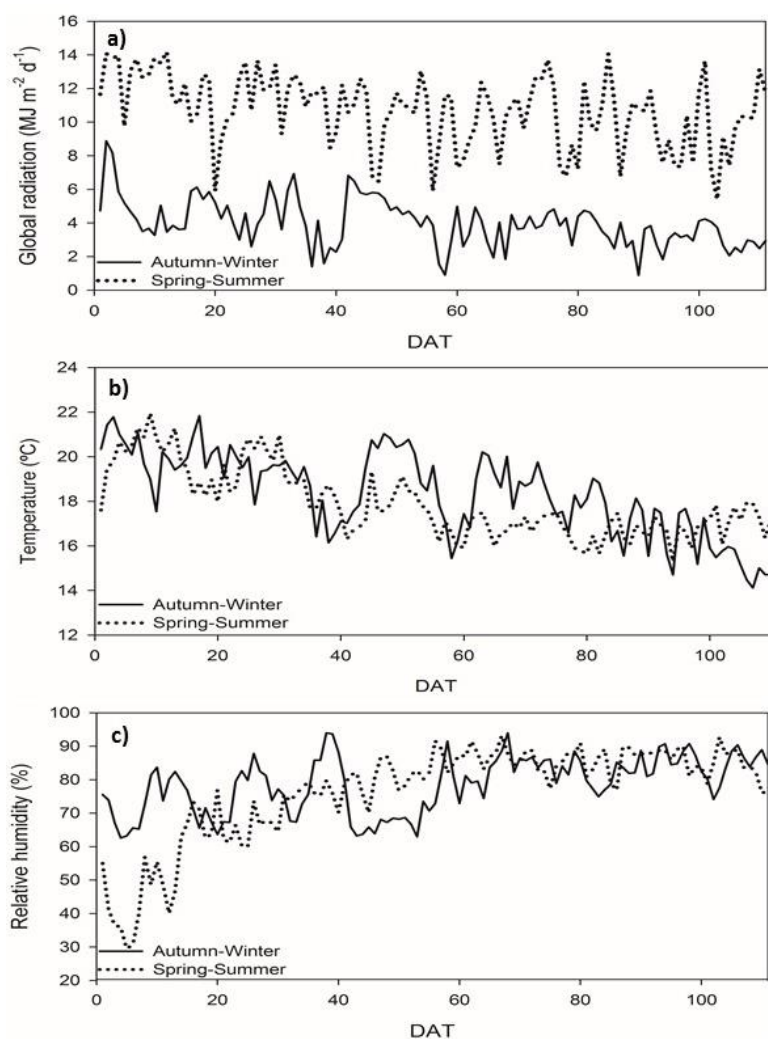 a)
Global radiation (MJ m⁻² d⁻¹)
16
14
12
10
8
6
4
2
0
Autumn-Winter
Spring-Summer
0 20 40 60 80 100
DAT
b)
Temperature (ºC)
24
22
20
18
16
14
12
Autumn-Winter
Spring-Summer
0 20 40 60 80 100
DAT
c)
Relative humidity (%)
100
90
80
70
60
50
40
30
20
Autumn-Winter
Spring-Summer
0 20 40 60 80 100
DAT